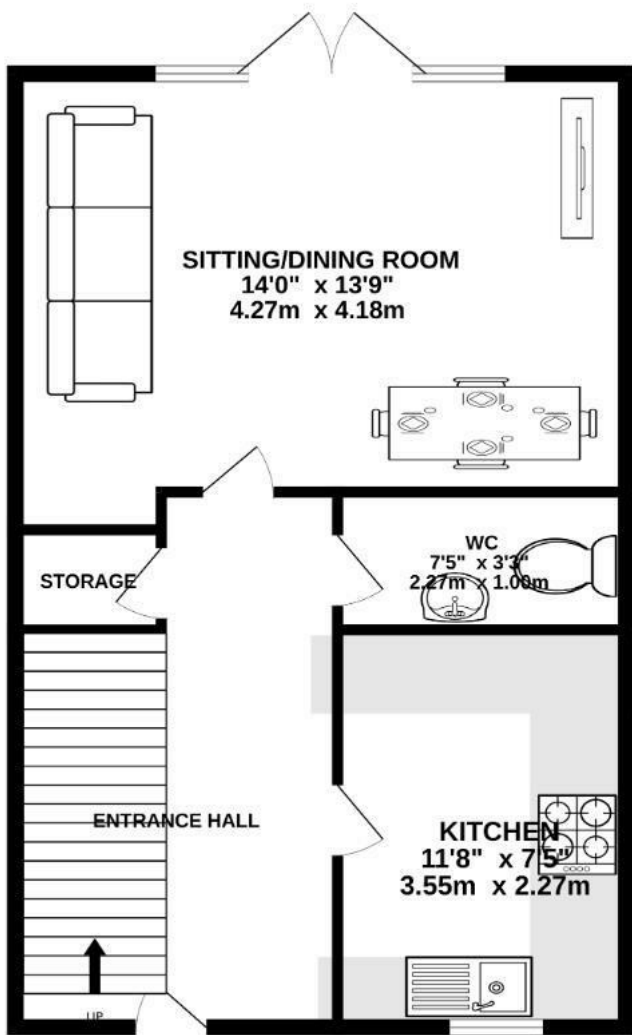 SITTING/DINING ROOM
14'0" x 13'9"
4.27m x 4.18m
WC
7'5" x 3'3"
2.27m x 1.00m
STORAGE
ENTRANCE HALL
KITCHEN
11'8" x 7'5"
3.55m x 2.27m
UP